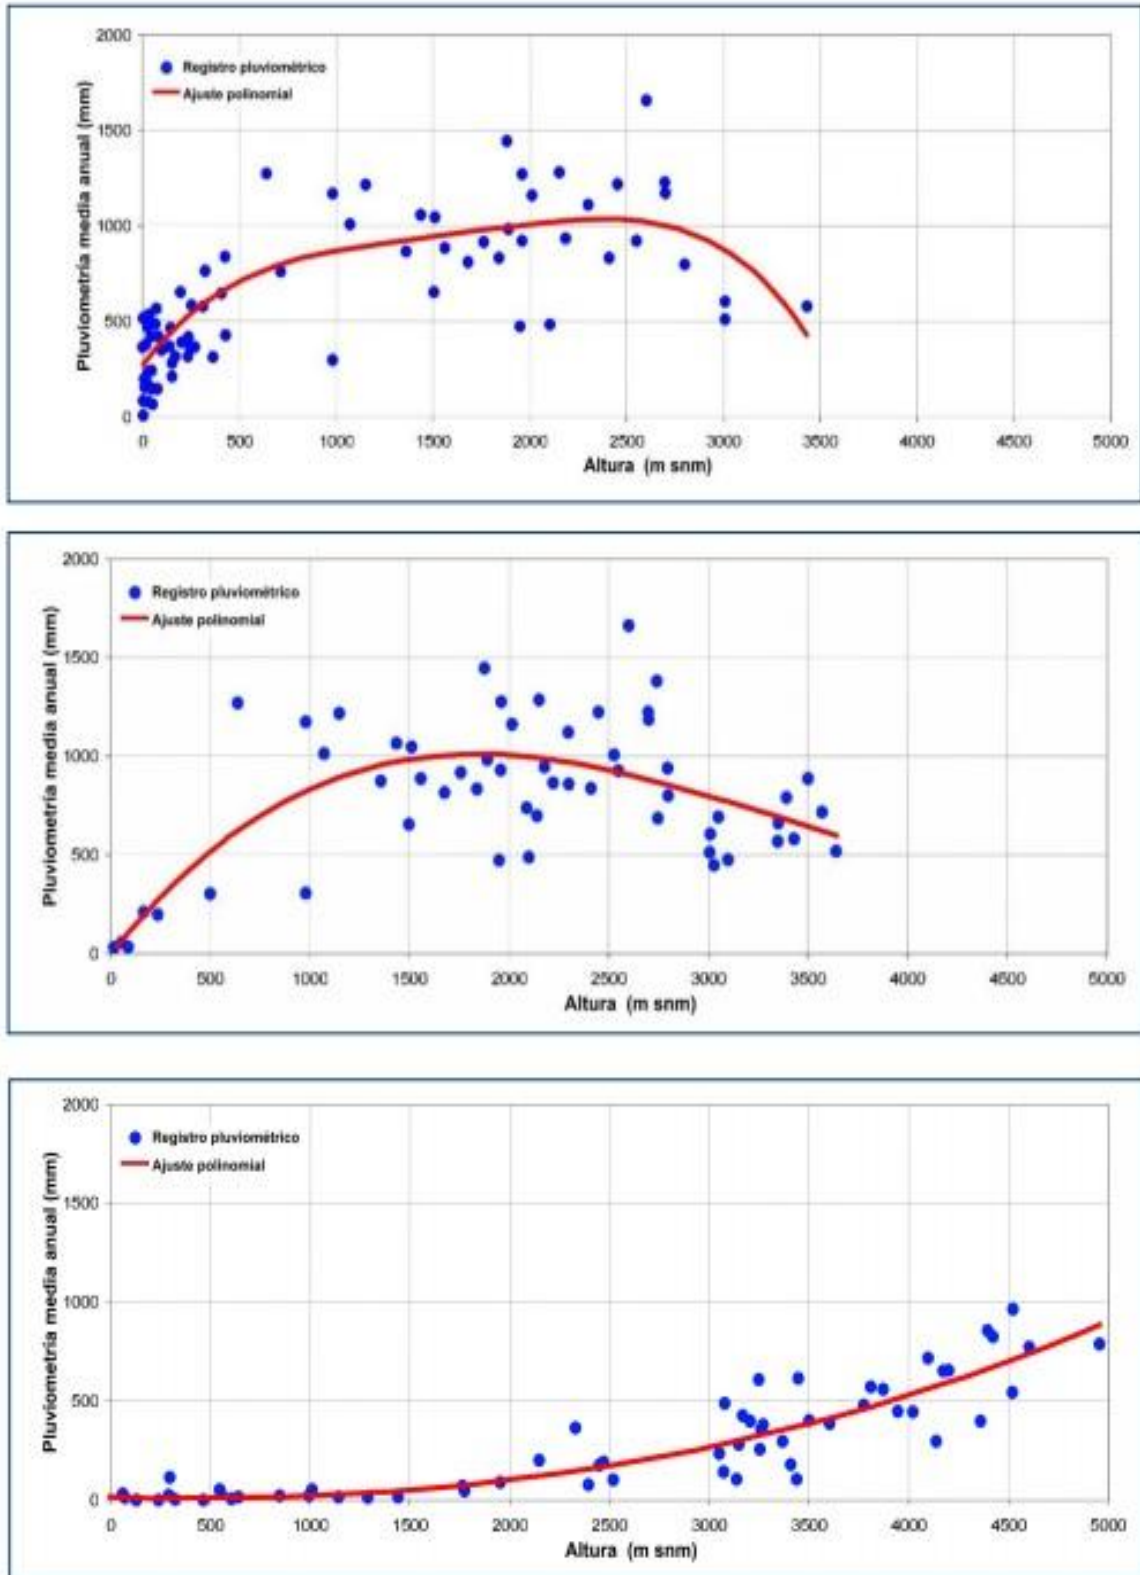 Pluviometría media anual (mm)
2000
1500
1000
500
0
Registro pluviométrico
Ajuste polinomial
0 500 1000 1500 2000 2500 3000 3500 4000 4500 5000
Altura (m snm)
Pluviometría media anual (mm)
2000
1500
1000
500
0
Registro pluviométrico
Ajuste polinomial
0 500 1000 1500 2000 2500 3000 3500 4000 4500 5000
Altura (m snm)
Pluviometría media anual (mm)
2000
1500
1000
500
0
Registro pluviométrico
Ajuste polinomial
0 500 1000 1500 2000 2500 3000 3500 4000 4500 5000
Altura (m snm)